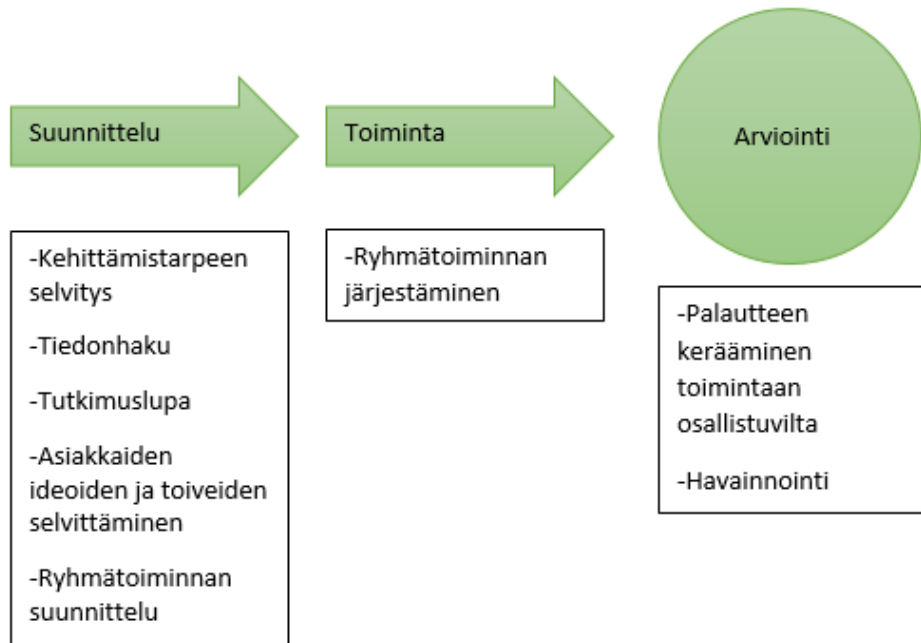 Suunnittelu
-Kehittämistarpeen
selvitys
-Tiedonhaku
-Tutkimuslupa
-Asiakkaiden
ideoiden ja toiveiden
selvittäminen
-Ryhmätoiminnan
suunnittelu
Toiminta
-Ryhmätoiminnan
järjestäminen
Arviointi
-Palautteen
kerääminen
toimintaan
osallistuvilta
-Havainnointi